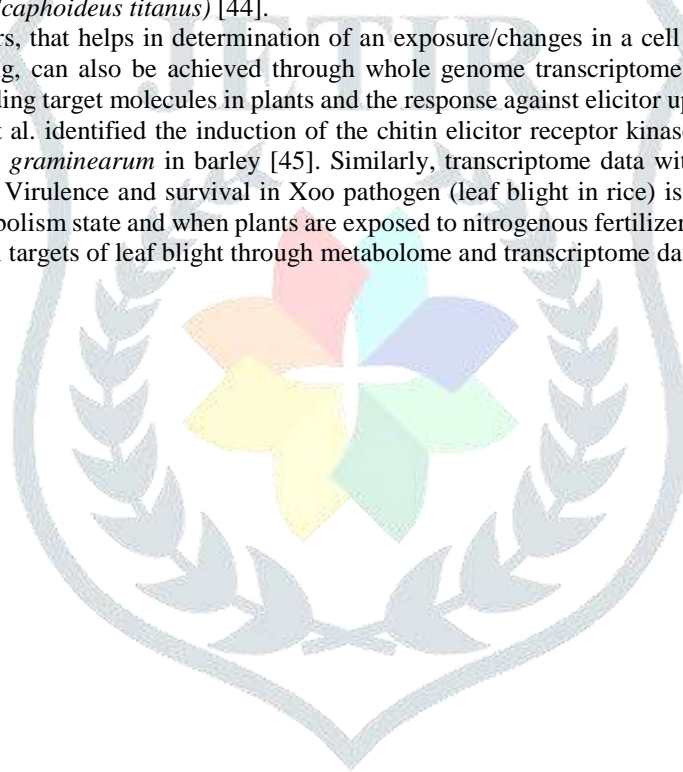 caphoideus titanus) [44].
rs, that helps in determination of an exposure/changes in a cell
g, can also be achieved through whole genome transcriptome
ding target molecules in plants and the response against elicitor up
t al. identified the induction of the chitin elicitor receptor kinase
graminearum in barley [45]. Similarly, transcriptome data wit
Virulence and survival in Xoo pathogen (leaf blight in rice) is
bolism state and when plants are exposed to nitrogenous fertilizer
targets of leaf blight through metabolome and transcriptome da
JETIR